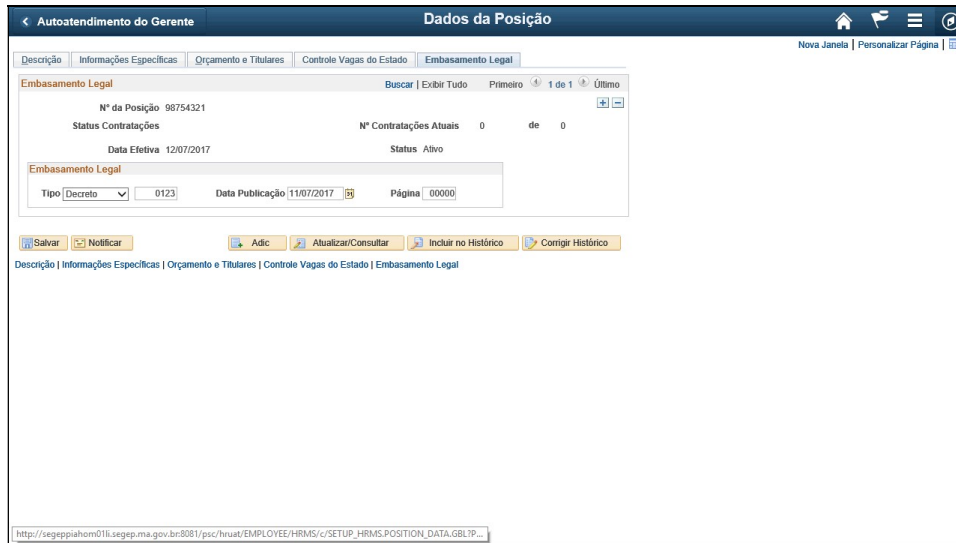 Autoatendimento do Gerente Dados da Posição
Nova Janela | Personalizar Página |
Descrição Informações Específicas Orçamento e Titulares Controle Vagas do Estado Embasamento Legal
Embasamento Legal Buscar | Exibir Tudo Primeiro 1 de 1 Último
Nº da Posição 98754321
Status Contratações Nº Contratações Atuais 0 de 0
Data Efetiva 12/07/2017 Status Ativo
Embasamento Legal
Tipo Decreto 0123 Data Publicação 11/07/2017 Página 00000
Salvar Notificar Adic Atualizar/Consultar Incluir no Histórico Corrigir Histórico
Descrição | Informações Específicas | Orçamento e Titulares | Controle Vagas do Estado | Embasamento Legal
http://segeppiahom01li.segep.ma.gov.br:8081/psc/hruat/EMPLOYEE/HRMS/c/SETUP_HRMS.POSITION_DATA.GBL?P...